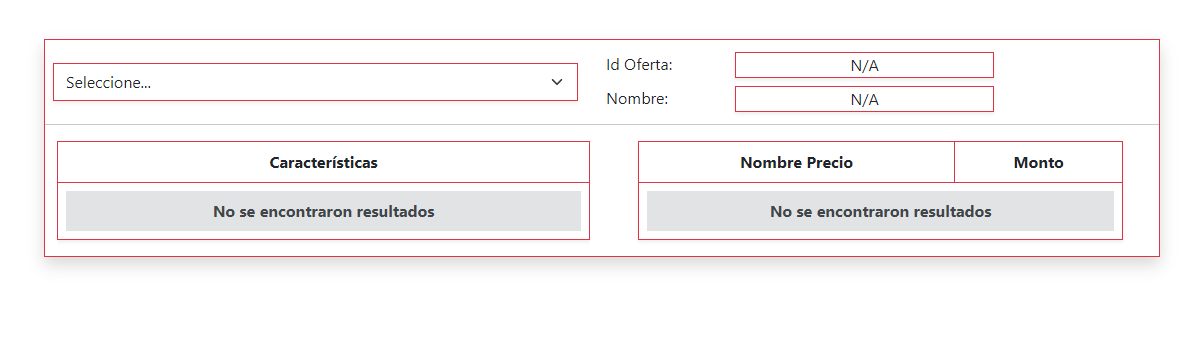 Seleccione...
Id Oferta: N/A
Nombre: N/A
Características
No se encontraron resultados
Nombre Precio Monto
No se encontraron resultados